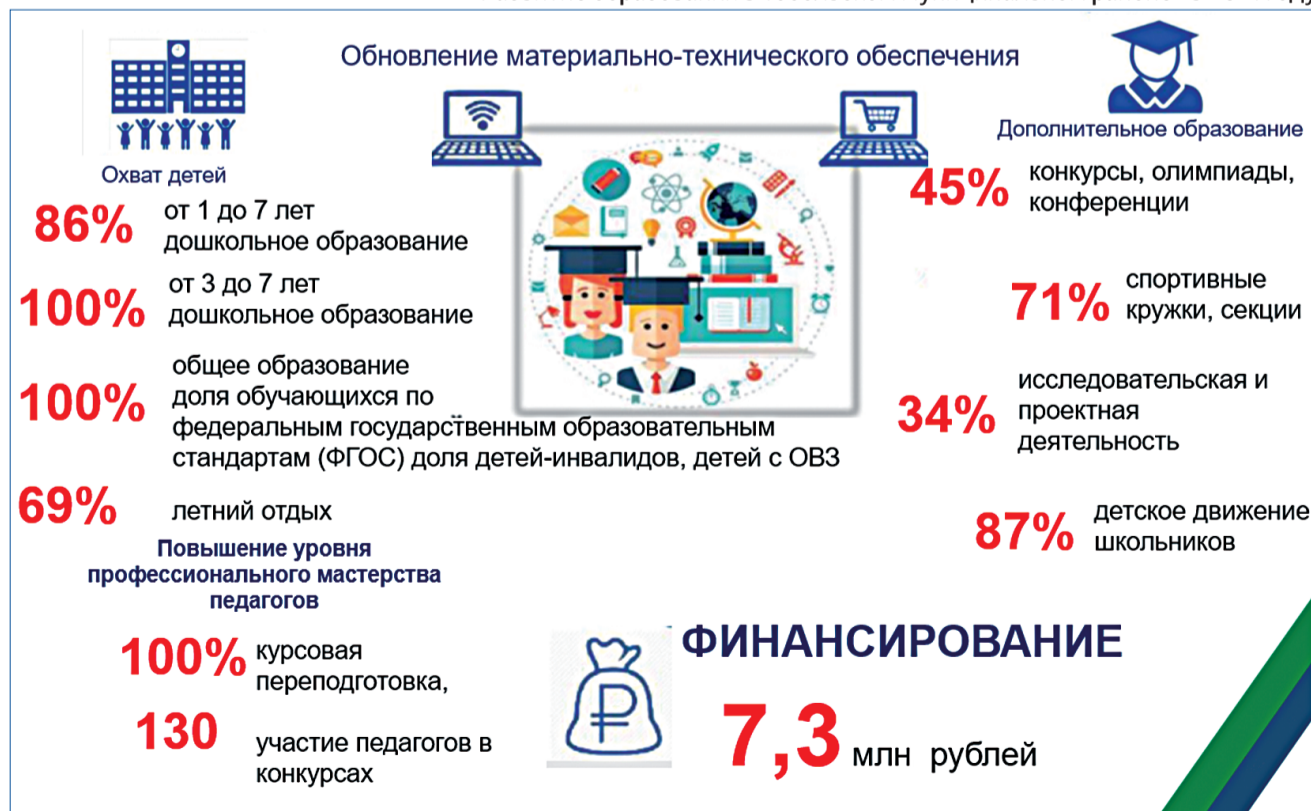 Обновление материально-технического обеспечения
Охват детей
86%
от 1 до 7 лет
дошкольное образование
100%
от 3 до 7 лет
дошкольное образование
100%
общее образование
доля обучающихся по
федеральным государственным образовательным
стандартам (ФГОС) доля детей-инвалидов, детей с ОВЗ
69%
летний отдых
Повышение уровня
профессионального мастерства
педагогов
100%
курсовая
переподготовка,
130
участие педагогов в
конкурсах
Дополнительное образование
45%
конкурсы, олимпиады,
конференции
71%
спортивные
кружки, секции
34%
исследовательская и
проектная
деятельность
87%
детское движение
школьников
ФИНАНСИРОВАНИЕ
7,3 млн рублей